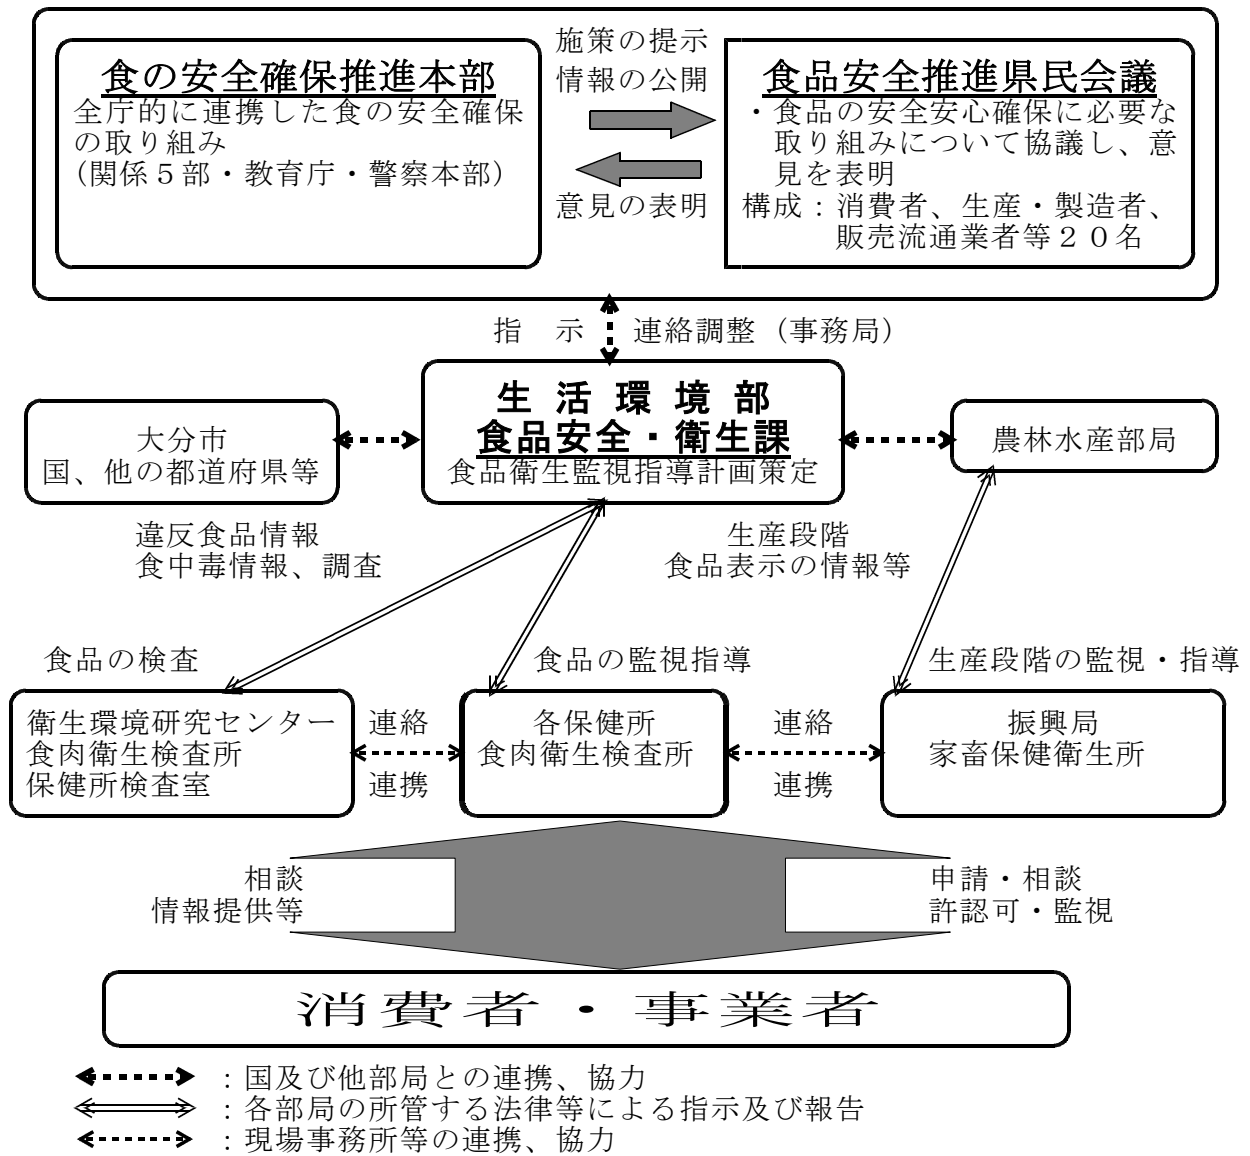 食の安全確保推進本部
全庁的に連携した食の安全確保
の取り組み
(関係５部・教育庁・警察本部)
施策の提示
情報の公開
意見の表明
食品安全推進県民会議
・食品の安全安心確保に必要な
取り組みについて協議し、意
見を表明
構成：消費者、生産・製造者、
販売流通業者等２０名
指　示　連絡調整（事務局）
大分市
国、他の都道府県等
生 活 環 境 部
食品安全・衛生課
食品衛生監視指導計画策定
農林水産部局
違反食品情報
食中毒情報、調査
生産段階
食品表示の情報等
食品の検査
食品の監視指導
生産段階の監視・指導
衛生環境研究センター
食肉衛生検査所
保健所検査室
連絡
連携
各保健所
食肉衛生検査所
連絡
連携
振興局
家畜保健衛生所
相談
情報提供等
申請・相談
許認可・監視
消費者・事業者
：国及び他部局との連携、協力
：各部局の所管する法律等による指示及び報告
：現場事務所等の連携、協力